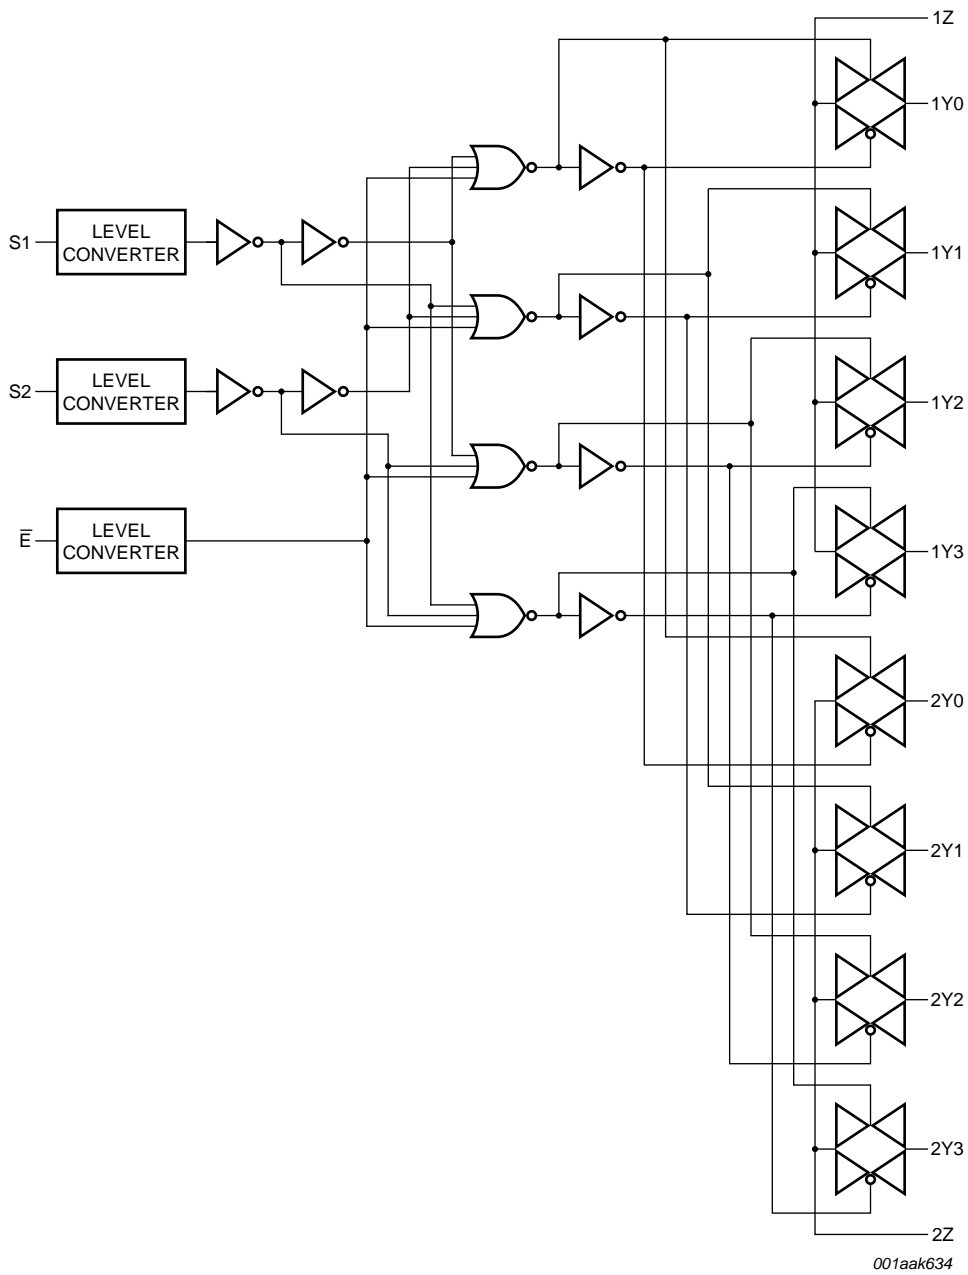 1Z
1Y0
S1
LEVEL
CONVERTER
1Y1
S2
LEVEL
CONVERTER
1Y2
E̅
LEVEL
CONVERTER
1Y3
2Y0
2Y1
2Y2
2Y3
2Z
001aak634